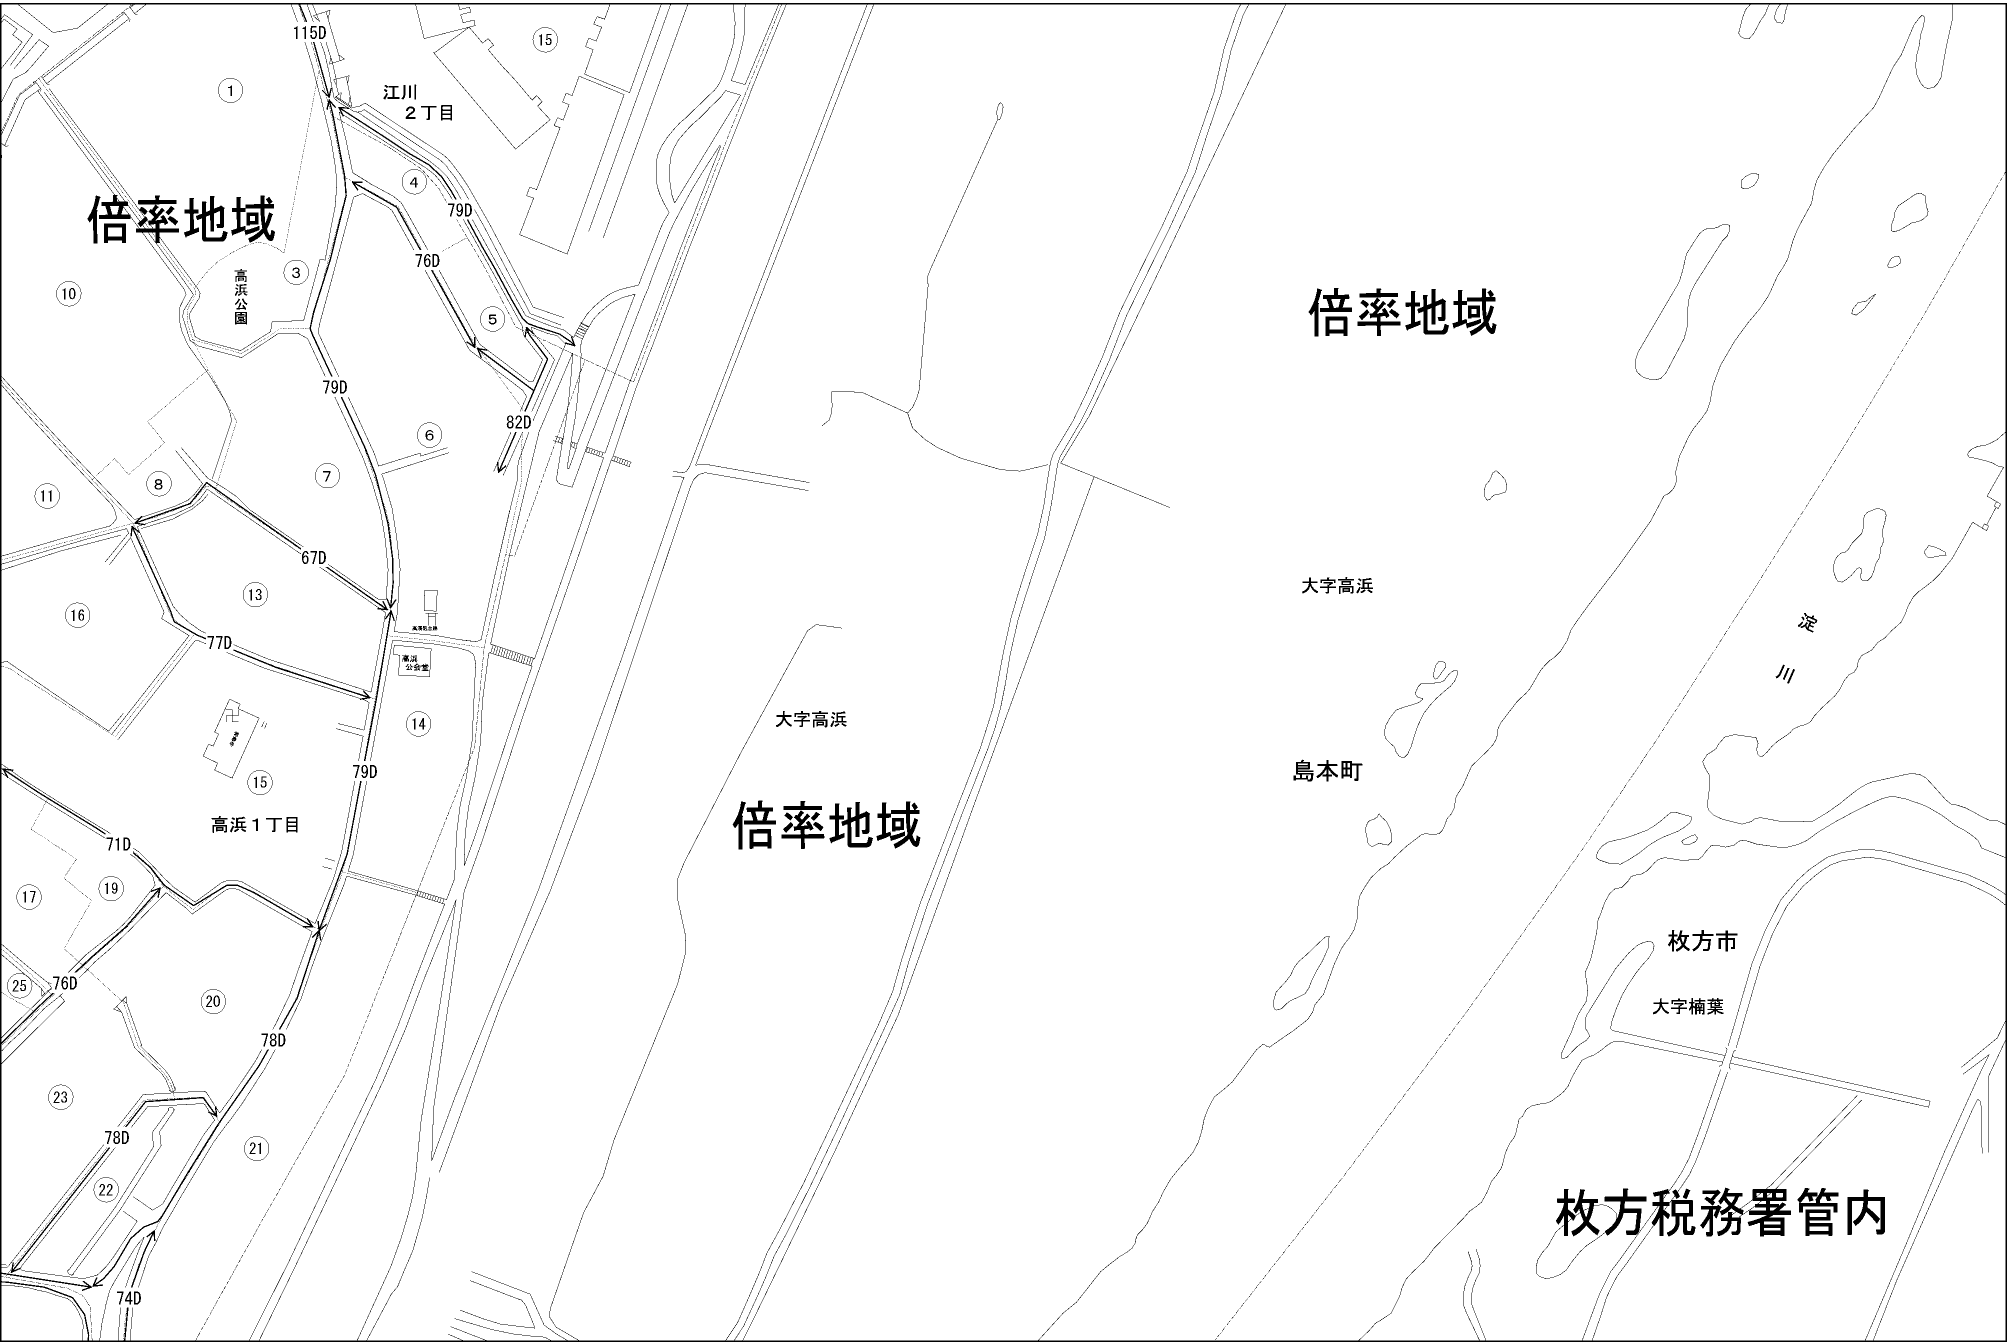 115D
⑮
①
江川
２丁目
④
倍率地域
79D
76D
③
高浜公園
⑩
⑤
倍率地域
79D
82D
⑥
⑦
⑧
⑪
67D
大字高浜
⑬
⑯
淀川
77D
高浜
公会堂
⑭
大字高浜
卍
79D
島本町
⑮
高浜１丁目
倍率地域
71D
⑲
⑰
枚方市
76D
㉕
⑳
大字楠葉
78D
㉓
78D
㉑
㉒
枚方税務署管内
74D